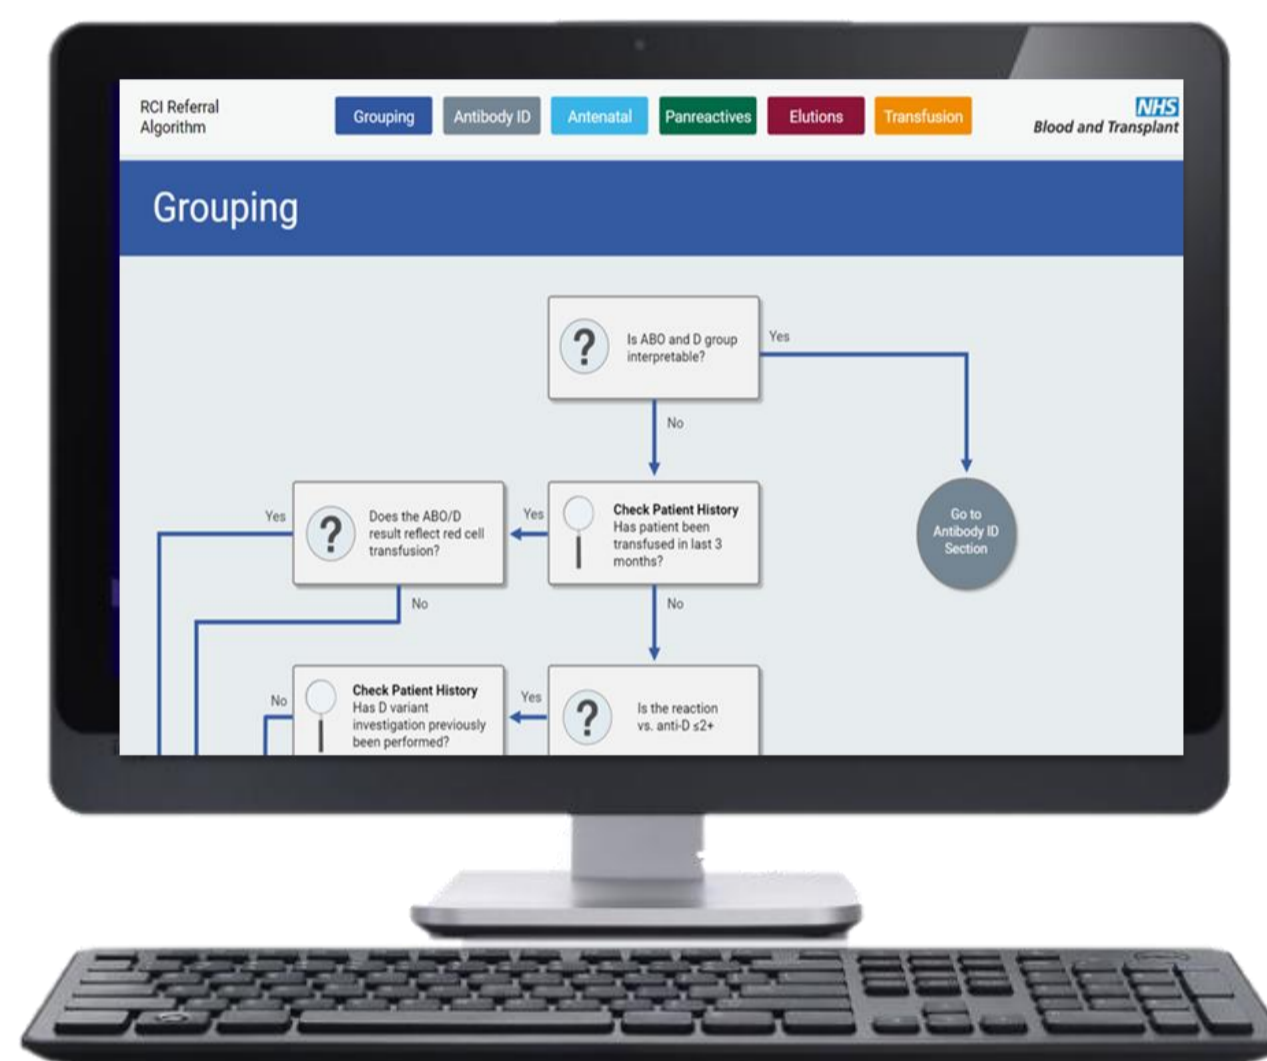 RCI Referral
Algorithm
Grouping
Antibody ID
Antenatal
Panreactives
Elutions
Transfusion
NHS
Blood and Transplant
Grouping
Is ABO and D group
interpretable?
Yes
No
Check Patient History
Has patient been
transfused in last 3
months?
Yes
Does the ABO/D
result reflect red cell
transfusion?
Yes
Go to
Antibody ID
Section
No
No
Is the reaction
vs. anti-D ≤2+
Yes
Check Patient History
Has D variant
investigation previously
been performed?
No